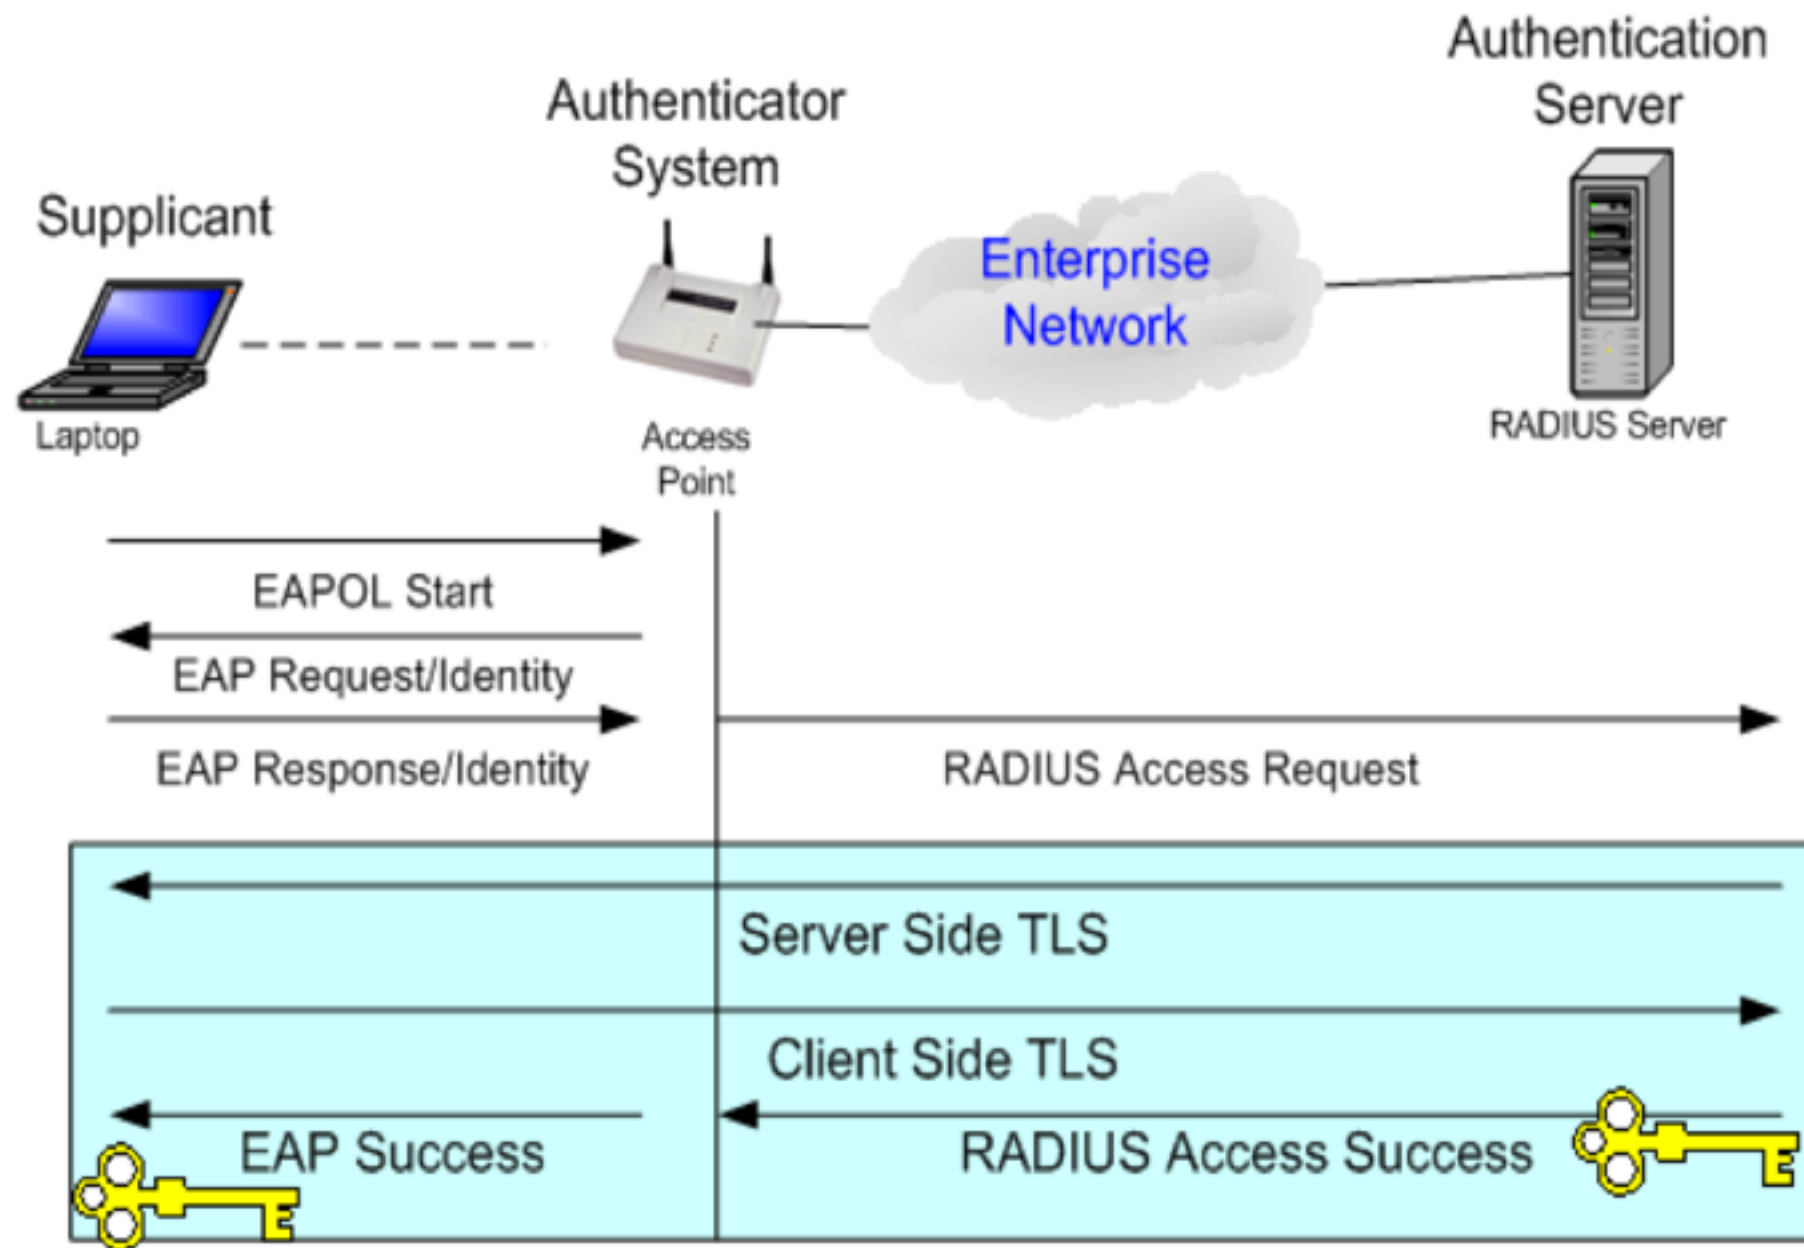 Authentication
Server
Authenticator
System
Supplicant
Enterprise
Network
Laptop
Access
Point
RADIUS Server
EAPOL Start
EAP Request/Identity
EAP Response/Identity
RADIUS Access Request
Server Side TLS
Client Side TLS
EAP Success
RADIUS Access Success